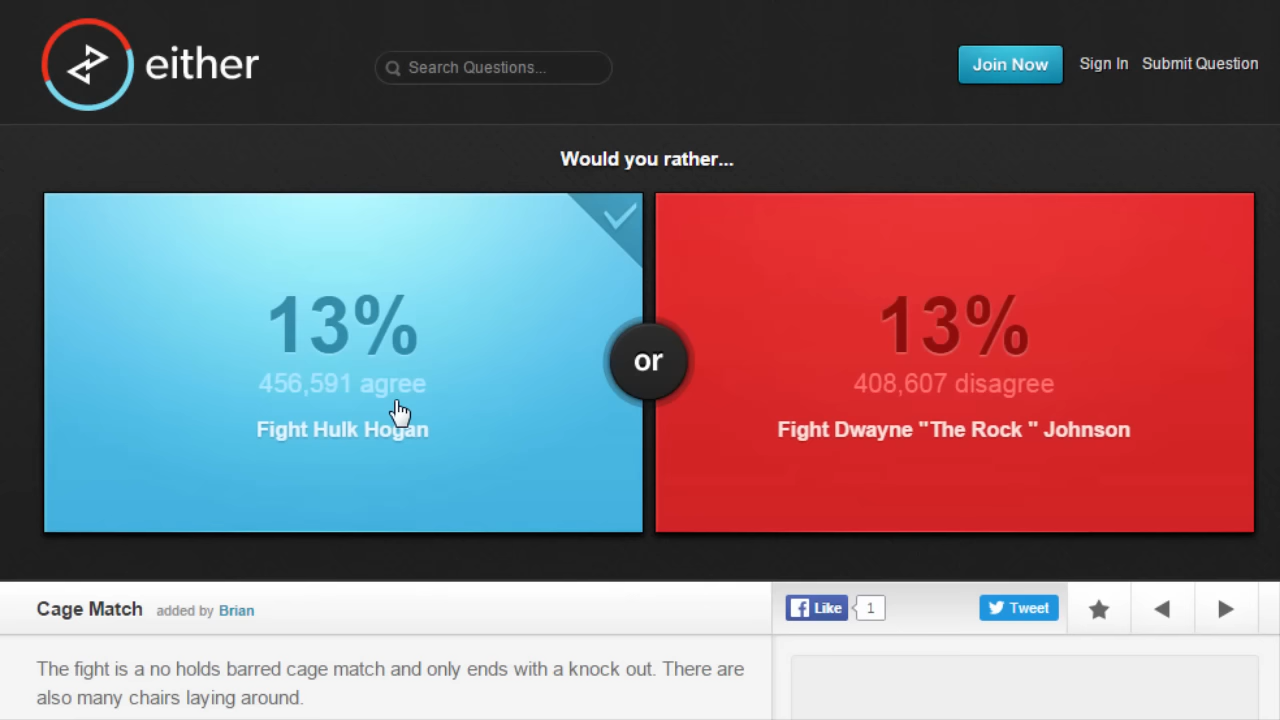 either
Search Questions...
Join Now
Sign In
Submit Question
Would you rather...
13%
456,591 agree
Fight Hulk Hogan
or
13%
408,607 disagree
Fight Dwayne "The Rock " Johnson
Cage Match added by Brian
Like
1
Tweet
The fight is a no holds barred cage match and only ends with a knock out. There are
also many chairs laying around.